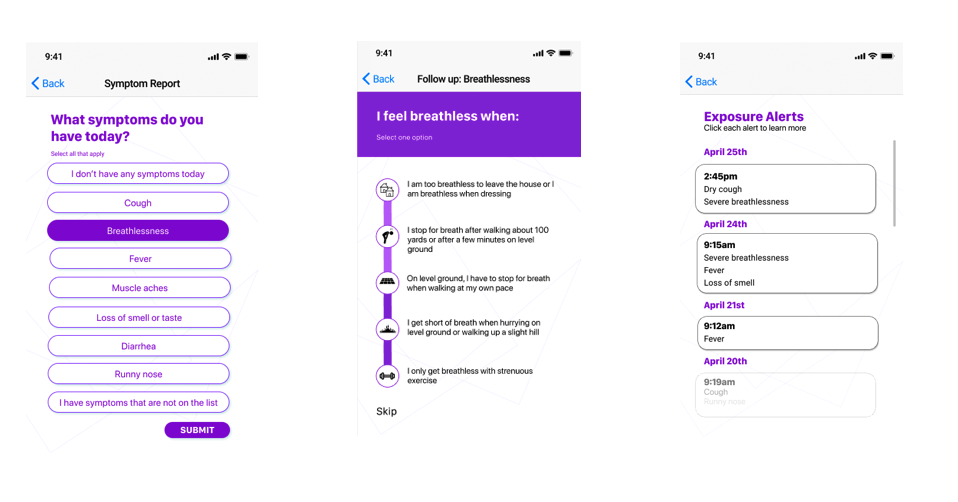 9:41
Back
Symptom Report
What symptoms do you
have today?
Select all that apply
I don't have any symptoms today
Cough
Breathlessness
Fever
Muscle aches
Loss of smell or taste
Diarrhea
Runny nose
I have symptoms that are not on the list
SUBMIT
9:41
Back
Follow up: Breathlessness
I feel breathless when:
Select one option
I am too breathless to leave the house or I
am breathless when dressing
I stop for breath after walking about 100
yards or after a few minutes on level
ground
On level ground, I have to stop for breath
when walking at my own pace
I get short of breath when hurrying on
level ground or walking up a slight hill
I only get breathless with strenuous
exercise
Skip
9:41
Back
Exposure Alerts
Click each alert to learn more
April 25th
2:45pm
Dry cough
Severe breathlessness
April 24th
9:15am
Severe breathlessness
Fever
Loss of smell
April 21st
9:12am
Fever
April 20th
9:19am
Cough
Runny nose